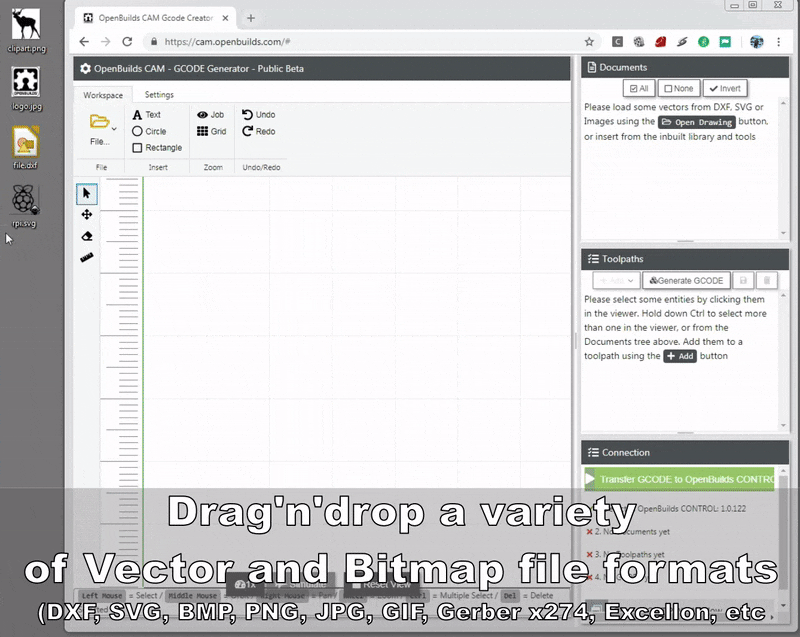 clipart.png
logo.jpg
file.dxf
rpi.svg
OpenBuilds CAM Gcode Creator
https://cam.openbuilds.com/#
OpenBuilds CAM - GCODE Generator - Public Beta
Workspace
Settings
File...
Text
Circle
Rectangle
Job
Grid
Undo
Redo
File
Insert
Zoom
Undo/Redo
Documents
All
None
Invert
Please load some vectors from DXF, SVG or
Images using the Open Drawing button,
or insert from the inbuilt library and tools
Toolpaths
Add
Generate GCODE
Please select some entities by clicking them
in the viewer. Hold down Ctrl to select more
than one in the viewer, or from the
Documents tree above. Add them to a
toolpath using the + Add button
Connection
Transfer GCODE to OpenBuilds CONTRO
OpenBuilds CONTROL: 1.0.122
2. No Documents yet
3. No Toolpaths yet
4. No
Drag'n'drop a variety
of Vector and Bitmap file formats
(DXF, SVG, BMP, PNG, JPG, GIF, Gerber x274, Excellon, etc
Reset View
Left Mouse = Select / Middle Mouse Right Mouse = Pan = Multiple Select / Del = Delete